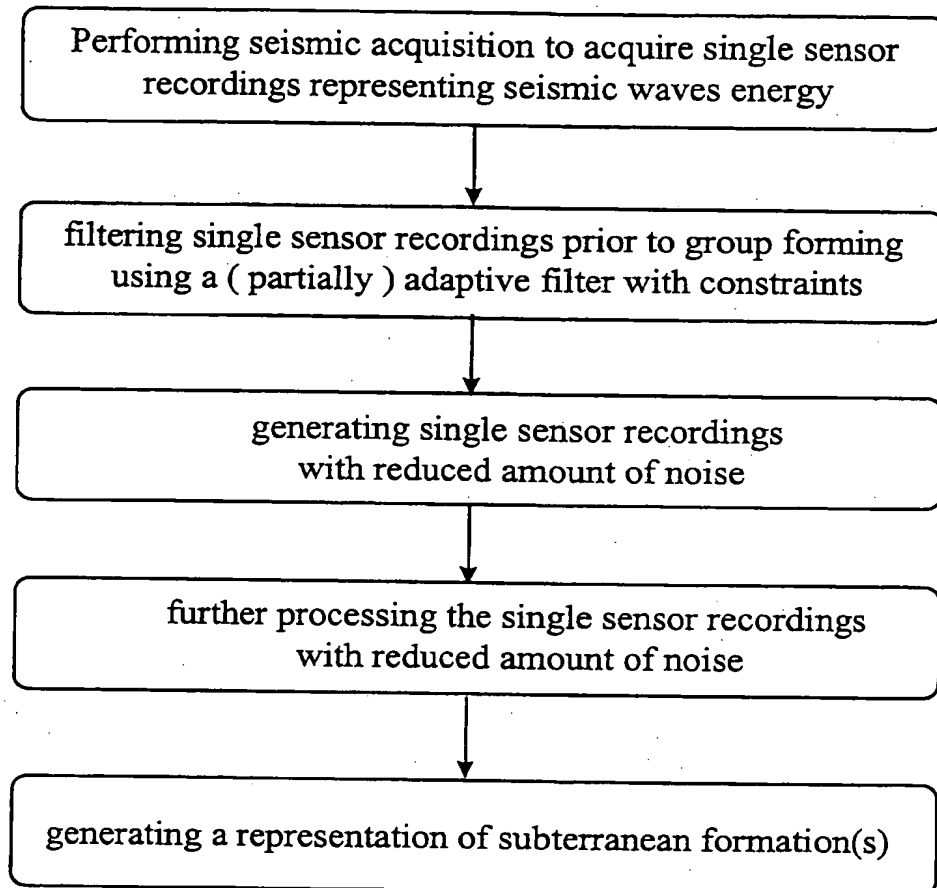 Performing seismic acquisition to acquire single sensor
recordings representing seismic waves energy
filtering single sensor recordings prior to group forming
using a ( partially ) adaptive filter with constraints
generating single sensor recordings
with reduced amount of noise
further processing the single sensor recordings
with reduced amount of noise
generating a representation of subterranean formation(s)